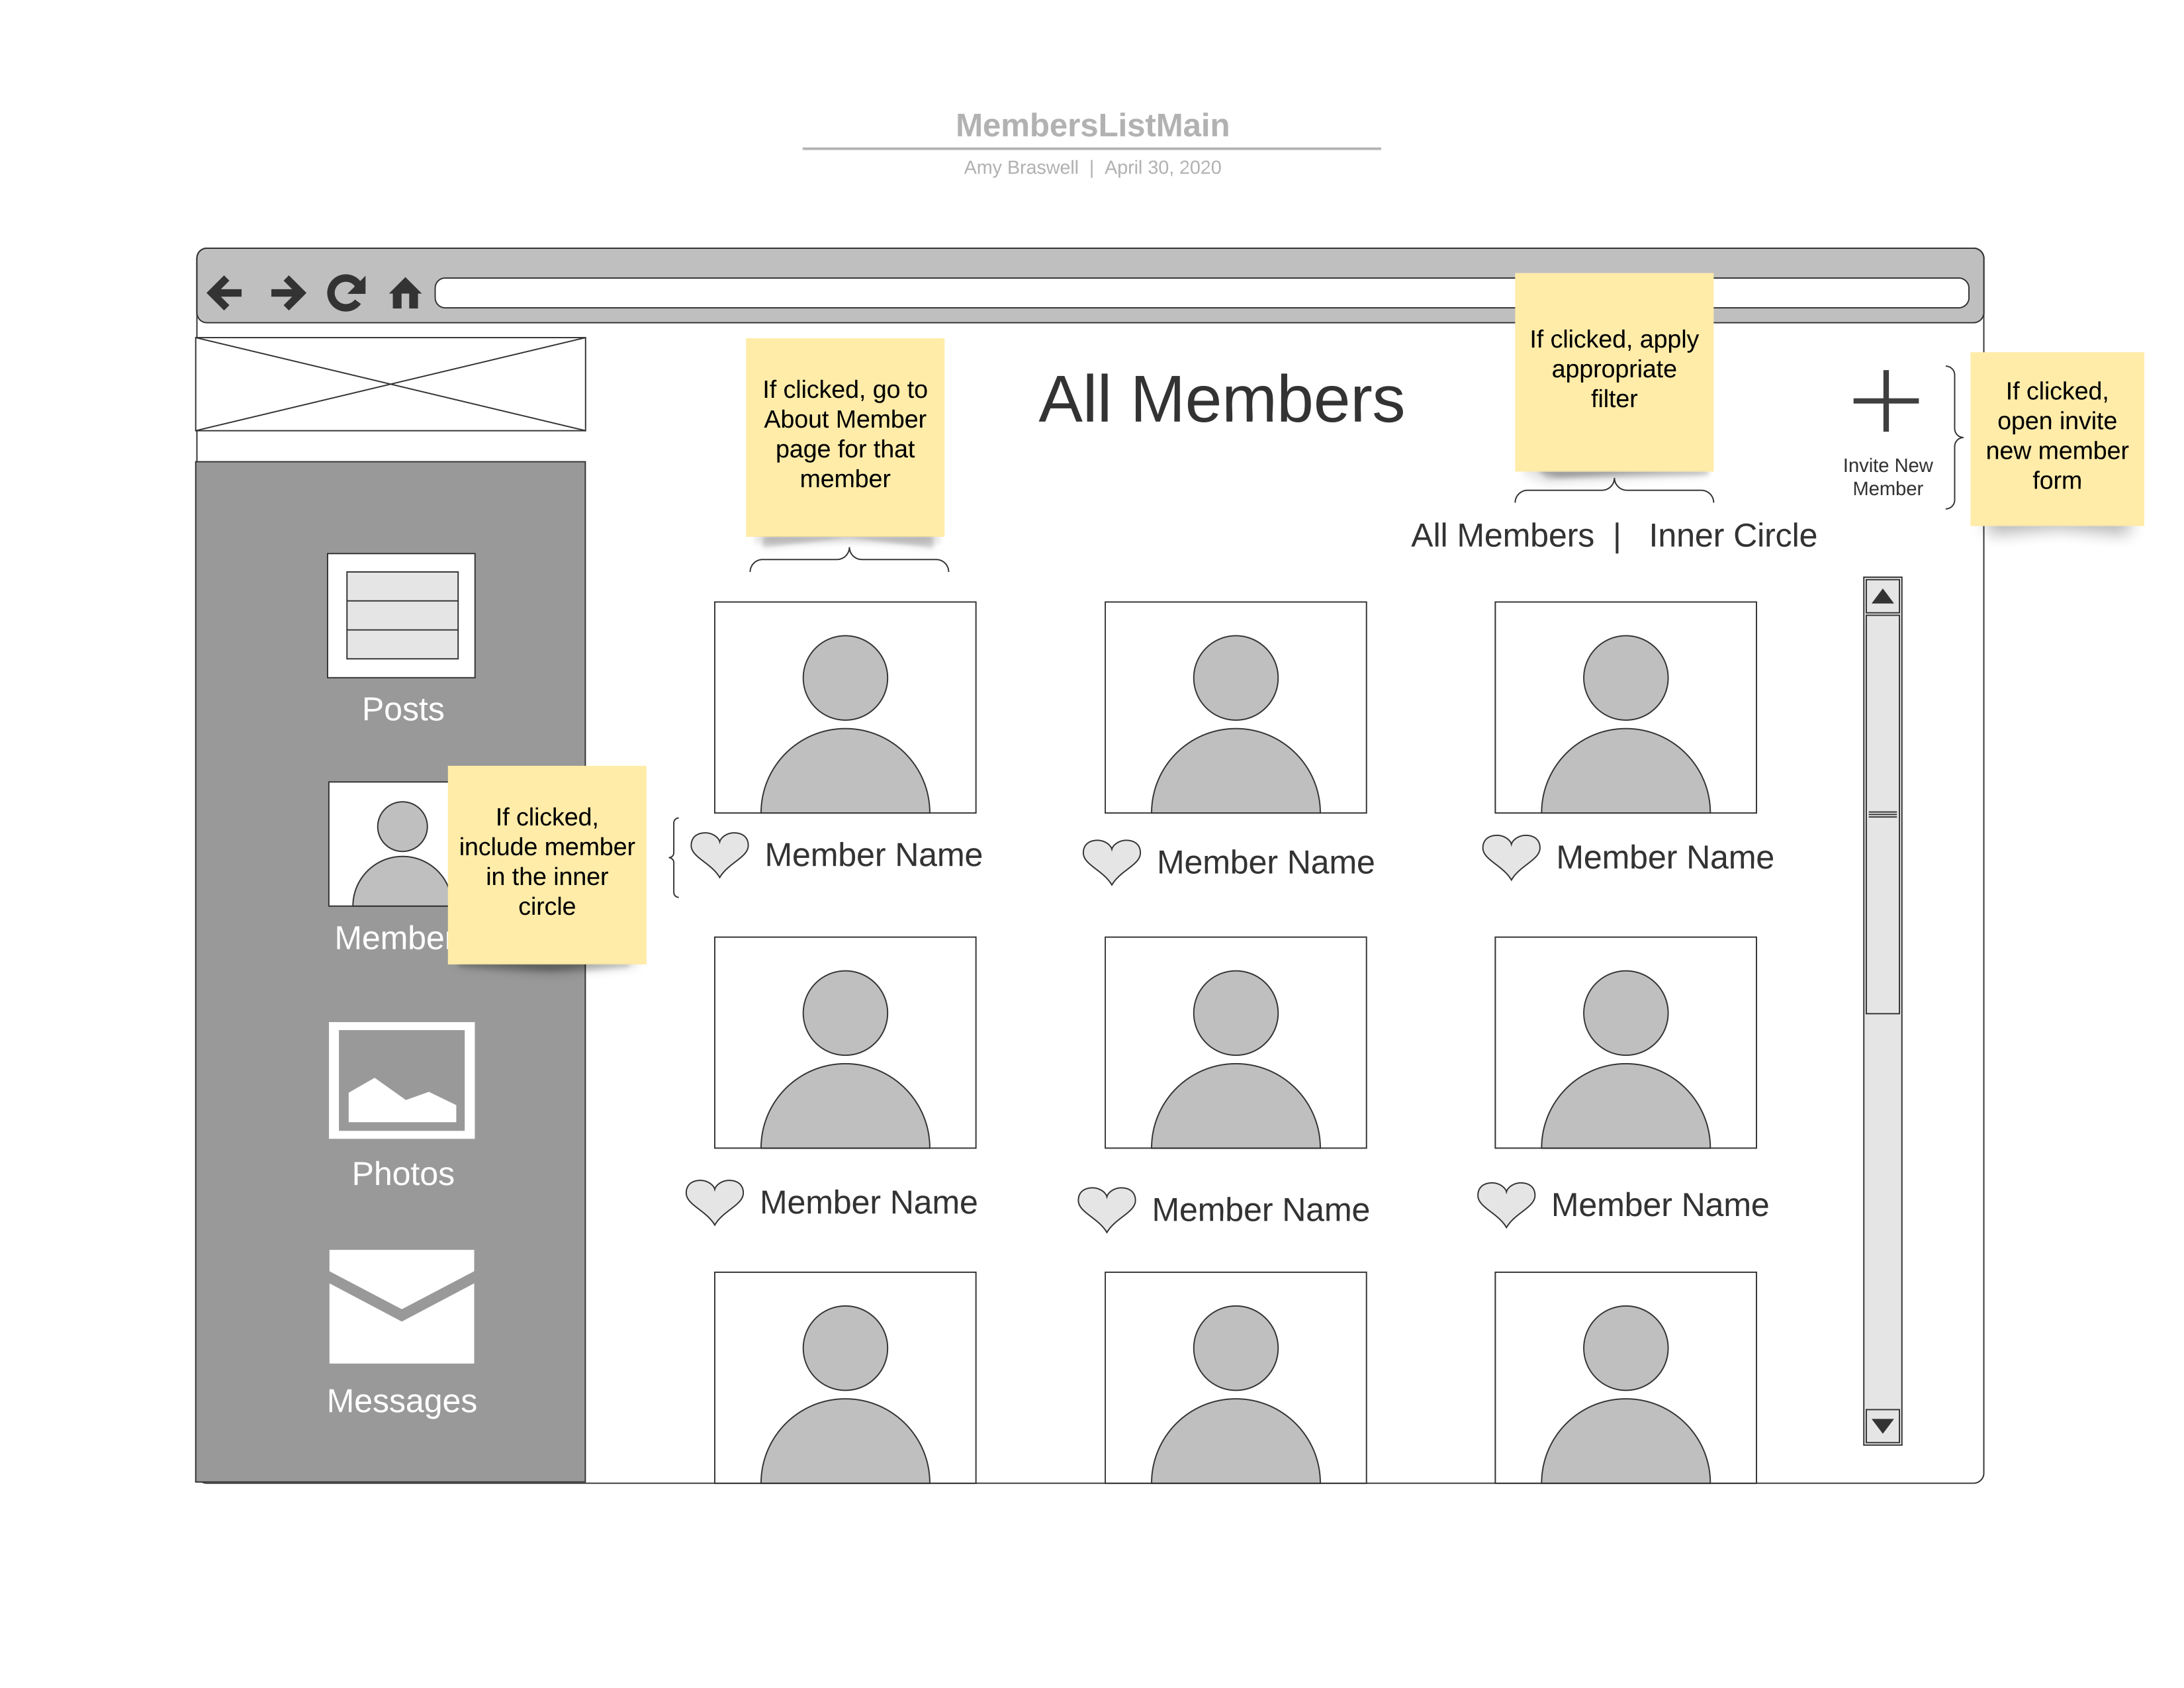 MembersListMain
Amy Braswell | April 30, 2020
If clicked, go to
About Member
page for that
member
All Members
If clicked, apply
appropriate
filter
Invite New
Member
If clicked,
open invite
new member
form
All Members | Inner Circle
Posts
Member
If clicked,
include member
in the inner
circle
Member Name
Member Name
Member Name
Photos
Member Name
Member Name
Member Name
Messages